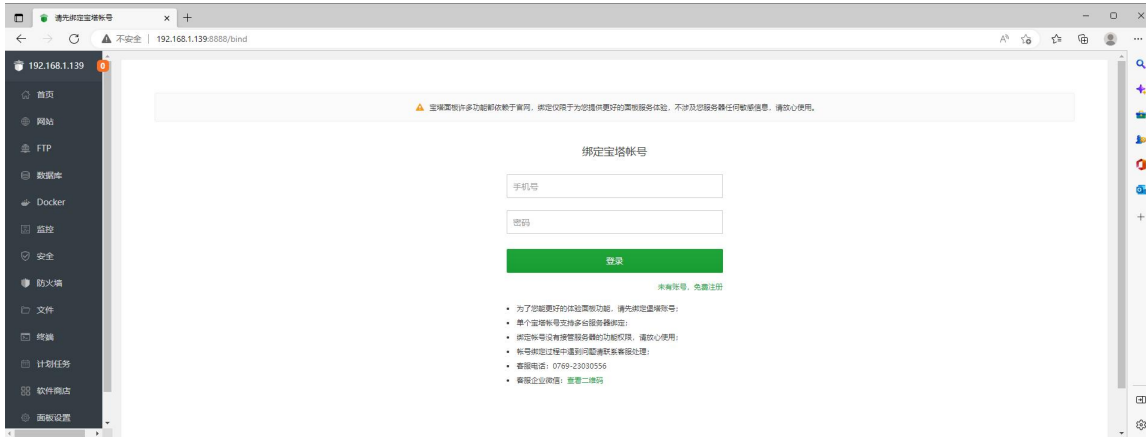 请先绑定宝塔帐号
不安全 | 192.168.1.139:8888/bind
192.168.1.139
0
首页
网站
FTP
数据库
Docker
监控
安全
防火墙
文件
终端
计划任务
软件商店
面板设置
宝塔面板许多功能都依赖于官网，绑定仅限于为您提供更好的面板服务体验，不涉及您服务器任何敏感信息，请放心使用。
绑定宝塔帐号
手机号
密码
登录
未有账号，免费注册
为了您能更好的体验面板功能，请先绑定堡塔账号；
单个宝塔帐号支持多台服务器绑定；
绑定帐号没有接管服务器的功能权限，请放心使用；
帐号绑定过程中遇到问题请联系客服处理；
客服电话：0769-23030556
客服企业微信：查看二维码